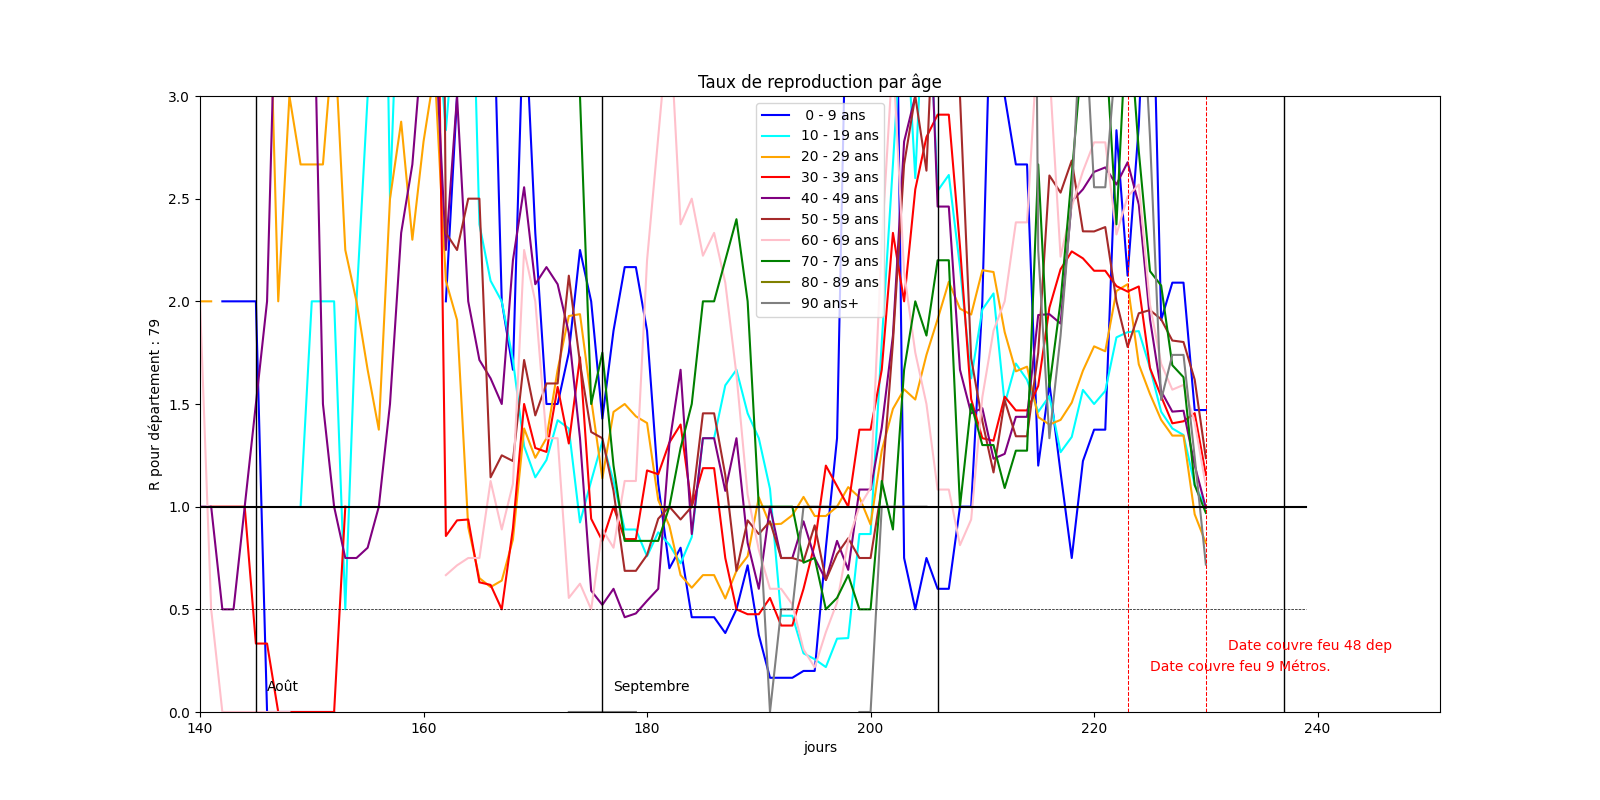 Taux de reproduction par âge
R pour département : 79
3.0
2.5
2.0
1.5
1.0
0.5
0.0
0 - 9 ans
10 - 19 ans
20 - 29 ans
30 - 39 ans
40 - 49 ans
50 - 59 ans
60 - 69 ans
70 - 79 ans
80 - 89 ans
90 ans+
Date couvre feu 48 dep
Date couvre feu 9 Métros.
Août
Septembre
140
160
180
200
220
240
jours